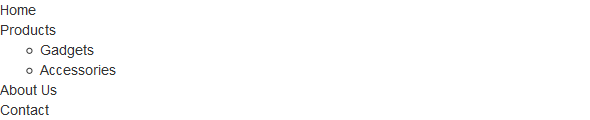 Home
Products
Gadgets
Accessories
About Us
Contact